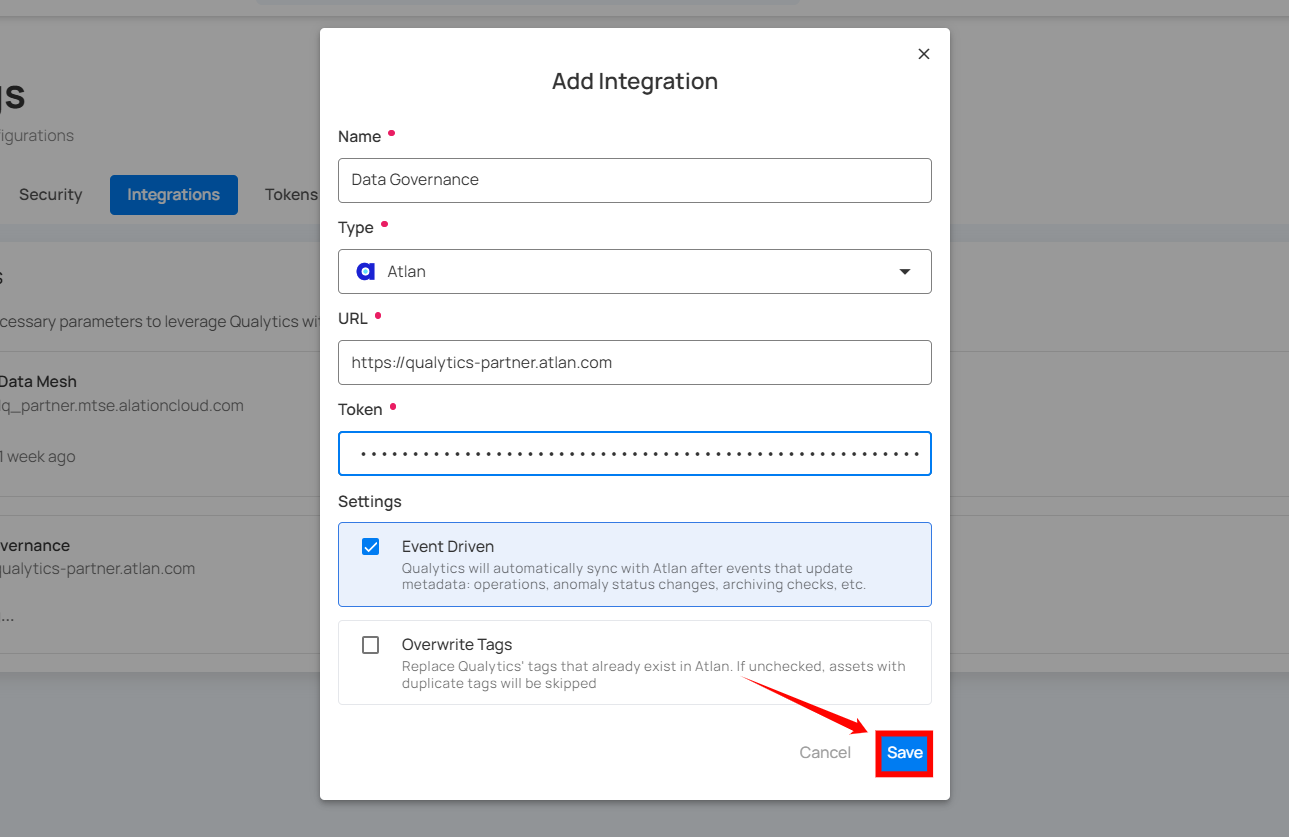 Add Integration
Name
Data Governance
Type
Atlan
URL
https://qualytics-partner.atlan.com
Token
Settings
Event Driven
Qualytics will automatically sync with Atlan after events that update
metadata: operations, anomaly status changes, archiving checks, etc.
Overwrite Tags
Replace Qualytics' tags that already exist in Atlan. If unchecked, assets with
duplicate tags will be skipped
Cancel Save
Security Integrations Tokens
cessary parameters to leverage Qualytics wi
Data Mesh
q_partner.mtse.alationcloud.com
1 week ago
vernance
qualytics-partner.atlan.com
...